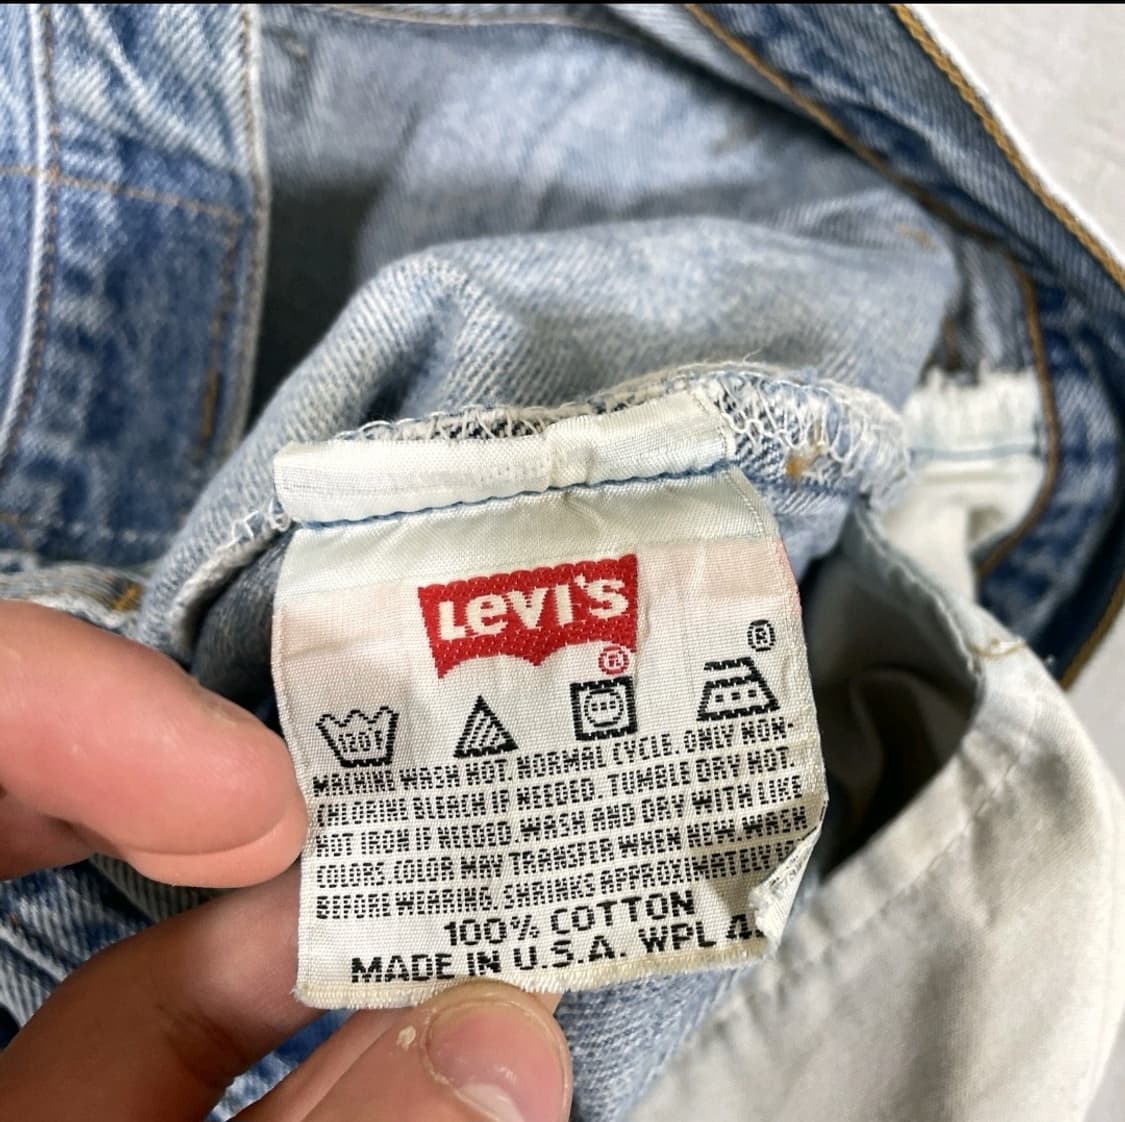 LEVI'S
®
®
120F
MACHINE WASH HOT. NORMAL CYCLE. ONLY NON-
CHLORINE BLEACH IF NEEDED. TUMBLE DRY HOT.
HOT IRON IF NEEDED. WASH AND DRY WITH LIKE
COLORS. COLOR MAY TRANSFER WHEN NEW. WASH
BEFORE WEARING. SHRINKS APPROXIMATELY
100% COTTON
MADE IN U.S.A. WPL